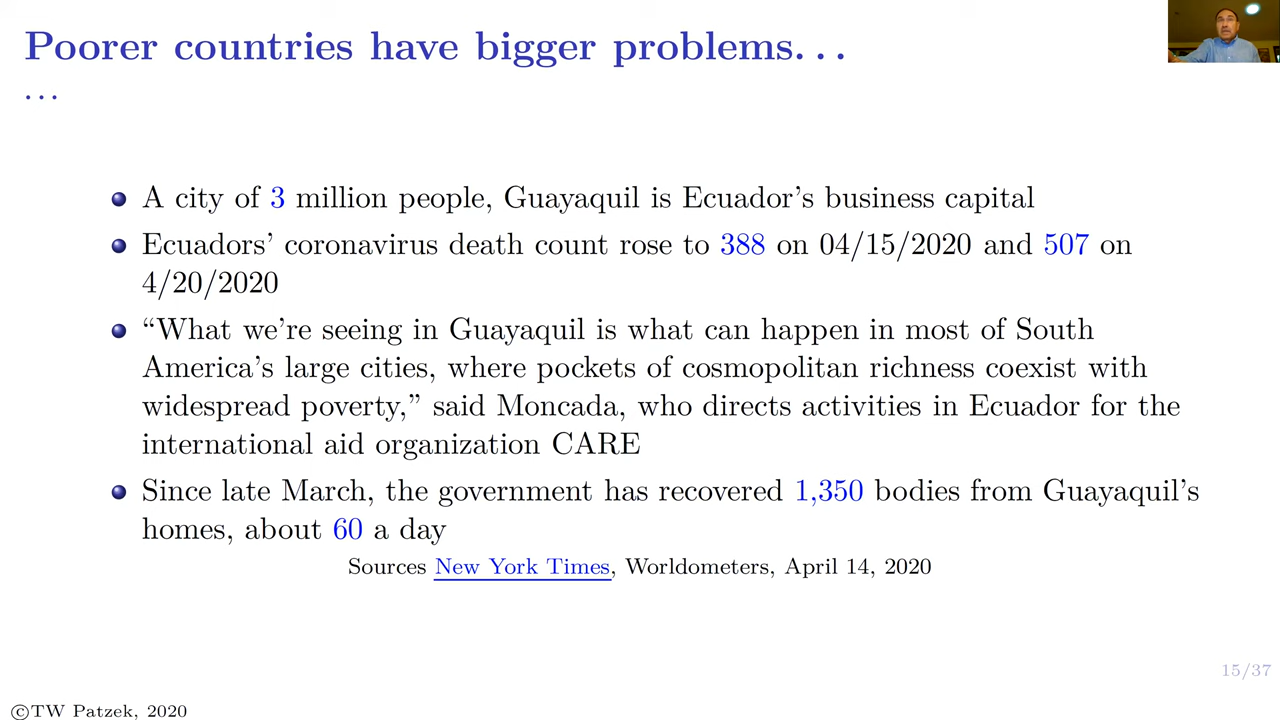 Poorer countries have bigger problems. . .
. . .
A city of 3 million people, Guayaquil is Ecuador’s business capital
Ecuadors’ coronavirus death count rose to 388 on 04/15/2020 and 507 on
4/20/2020
“What we’re seeing in Guayaquil is what can happen in most of South
America’s large cities, where pockets of cosmopolitan richness coexist with
widespread poverty,” said Moncada, who directs activities in Ecuador for the
international aid organization CARE
Since late March, the government has recovered 1,350 bodies from Guayaquil’s
homes, about 60 a day
Sources New York Times, Worldometers, April 14, 2020
15/37
©TW Patzek, 2020